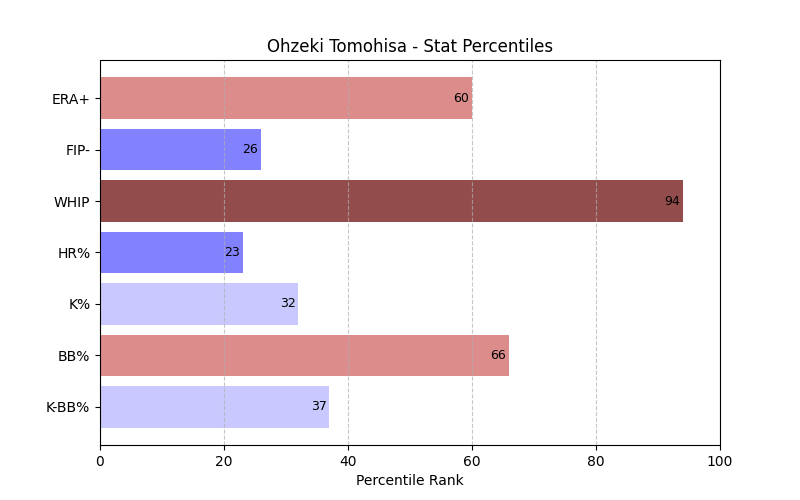 Ohzeki Tomohisa - Stat Percentiles
ERA+ 60
FIP- 26
WHIP 94
HR% 23
K% 32
BB% 66
K-BB% 37
0 20 40 60 80 100
Percentile Rank